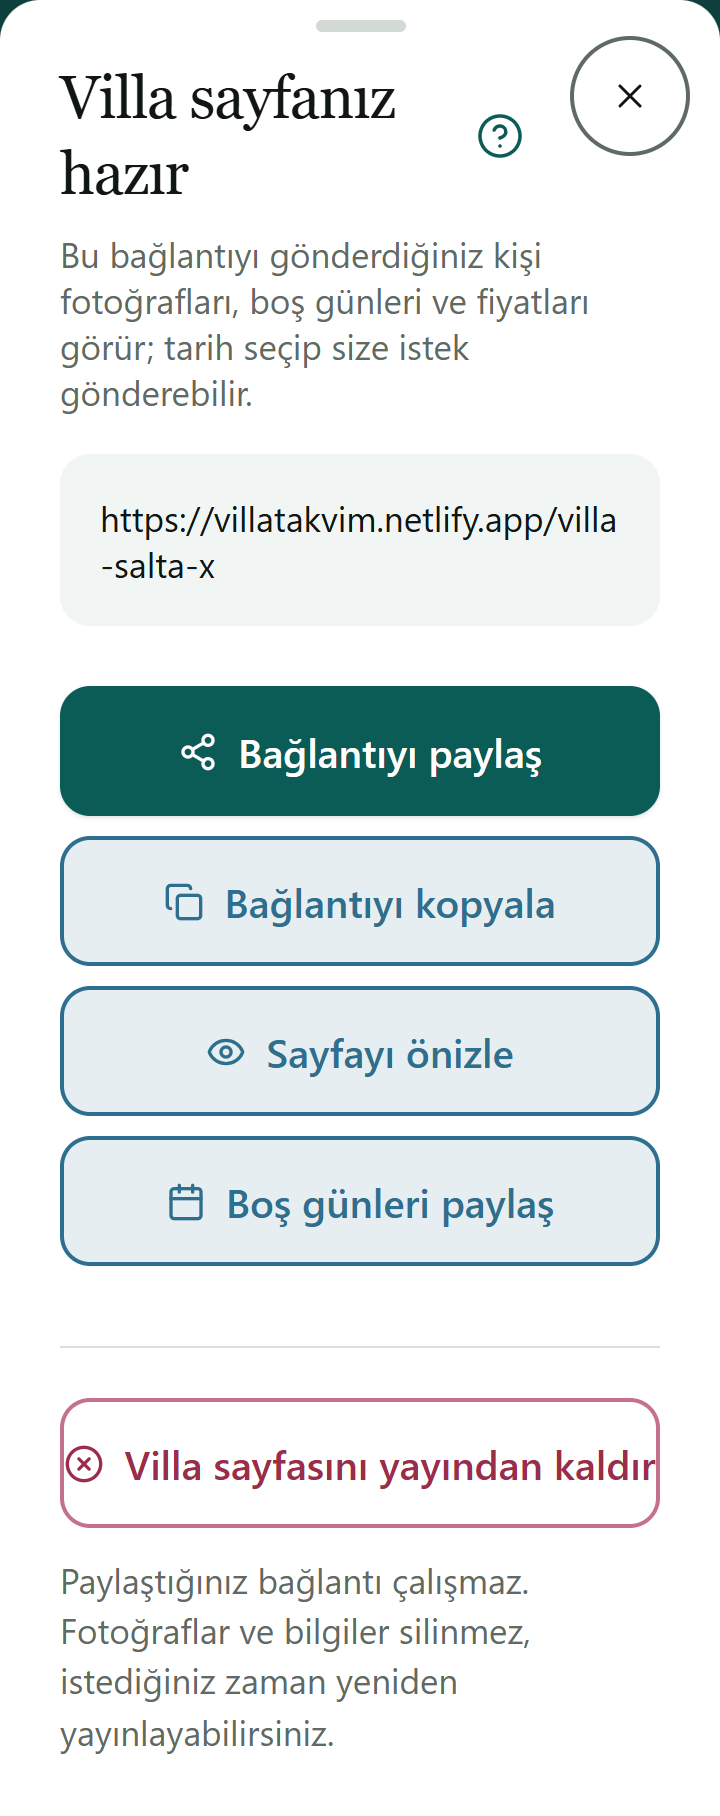 Villa sayfanız
hazır
Bu bağlantıyı gönderdiğiniz kişi
fotoğrafları, boş günleri ve fiyatları
görür; tarih seçip size istek
gönderebilir.
https://villatakvim.netlify.app/villa
-salta-x
Bağlantıyı paylaş
Bağlantıyı kopyala
Sayfayı önizle
Boş günleri paylaş
Villa sayfasını yayından kaldır
Paylaştığınız bağlantı çalışmaz.
Fotoğraflar ve bilgiler silinmez,
istediğiniz zaman yeniden
yayınlayabilirsiniz.